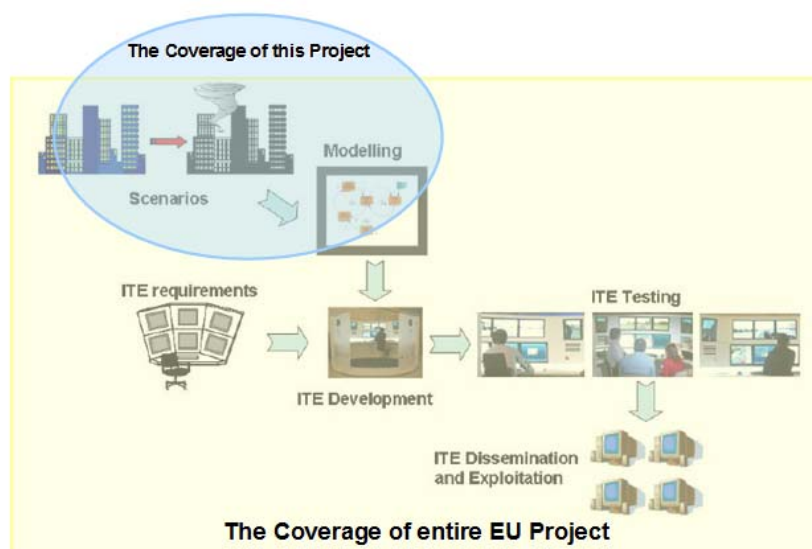 The Coverage of this Project
Modelling
Scenarios
ITE requirements
ITE Testing
ITE Development
ITE Dissemination
and Exploitation
The Coverage of entire EU Project